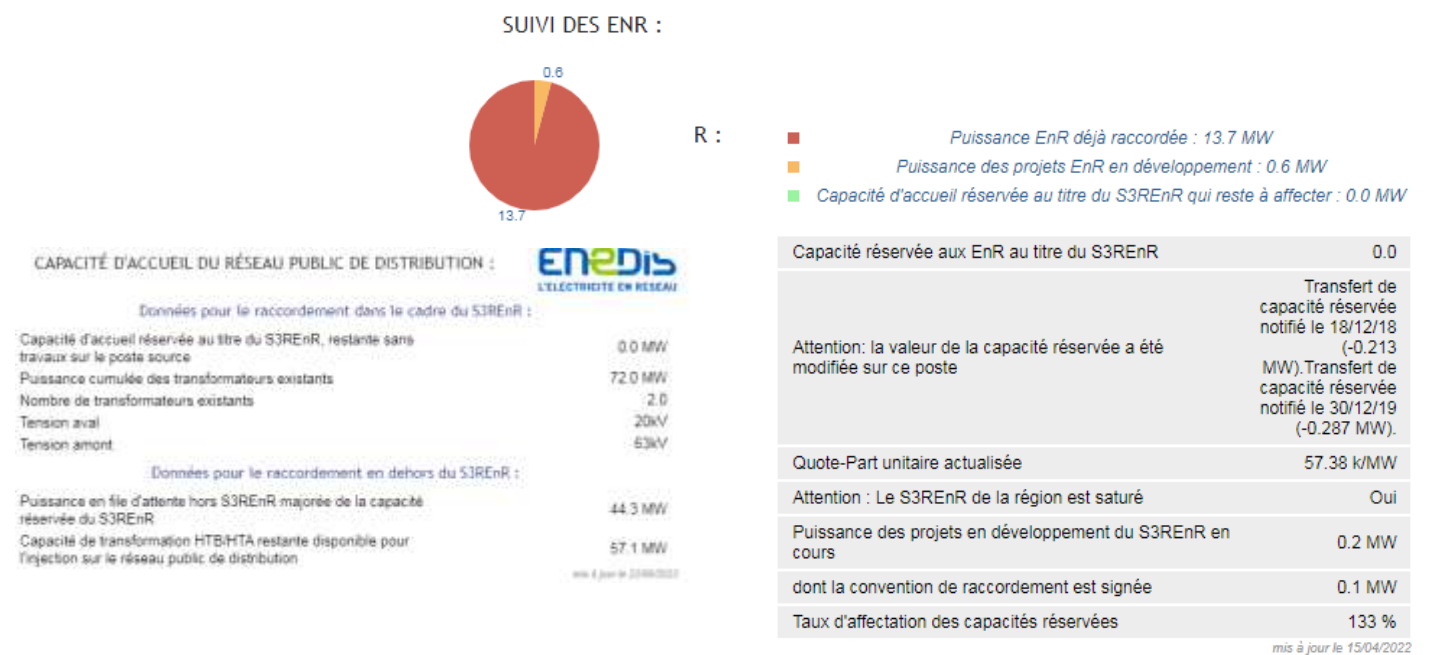 SUIVI DES ENR :
0.6
13.7
R :
Puissance EnR déjà raccordée : 13.7 MW
Puissance des projets EnR en développement : 0.6 MW
Capacité d'accueil réservée au titre du S3REnR qui reste à affecter : 0.0 MW
CAPACITÉ D'ACCUEIL DU RÉSEAU PUBLIC DE DISTRIBUTION :
ENEDIS
L'ELECTRICITE EN RESEAU
Données pour le raccordement dans le cadre du S3REnR :
Capacité d'accueil réservée au titre du S3REnR, restante sans
travaux sur le poste source
0.0 MW
Puissance cumulée des transformateurs existants 72.0 MW
Nombre de transformateurs existants 2.0
Tension aval 20kV
Tension amont 63kV
Données pour le raccordement en dehors du S3REnR :
Puissance en file d'attente hors S3REnR majorée de la capacité
réservée du S3REnR
44.3 MW
Capacité de transformation HTB/HTA restante disponible pour
l'injection sur le réseau public de distribution
57.1 MW
mis à jour le
Capacité réservée aux EnR au titre du S3REnR 0.0
Attention: la valeur de la capacité réservée a été
modifiée sur ce poste
Transfert de
capacité réservée
notifié le 18/12/18
(-0.213
MW).Transfert de
capacité réservée
notifié le 30/12/19
(-0.287 MW).
Quote-Part unitaire actualisée 57.38 k/MW
Attention : Le S3REnR de la région est saturé Oui
Puissance des projets en développement du S3REnR en
cours
0.2 MW
dont la convention de raccordement est signée 0.1 MW
Taux d'affectation des capacités réservées 133 %
mis à jour le 15/04/2022